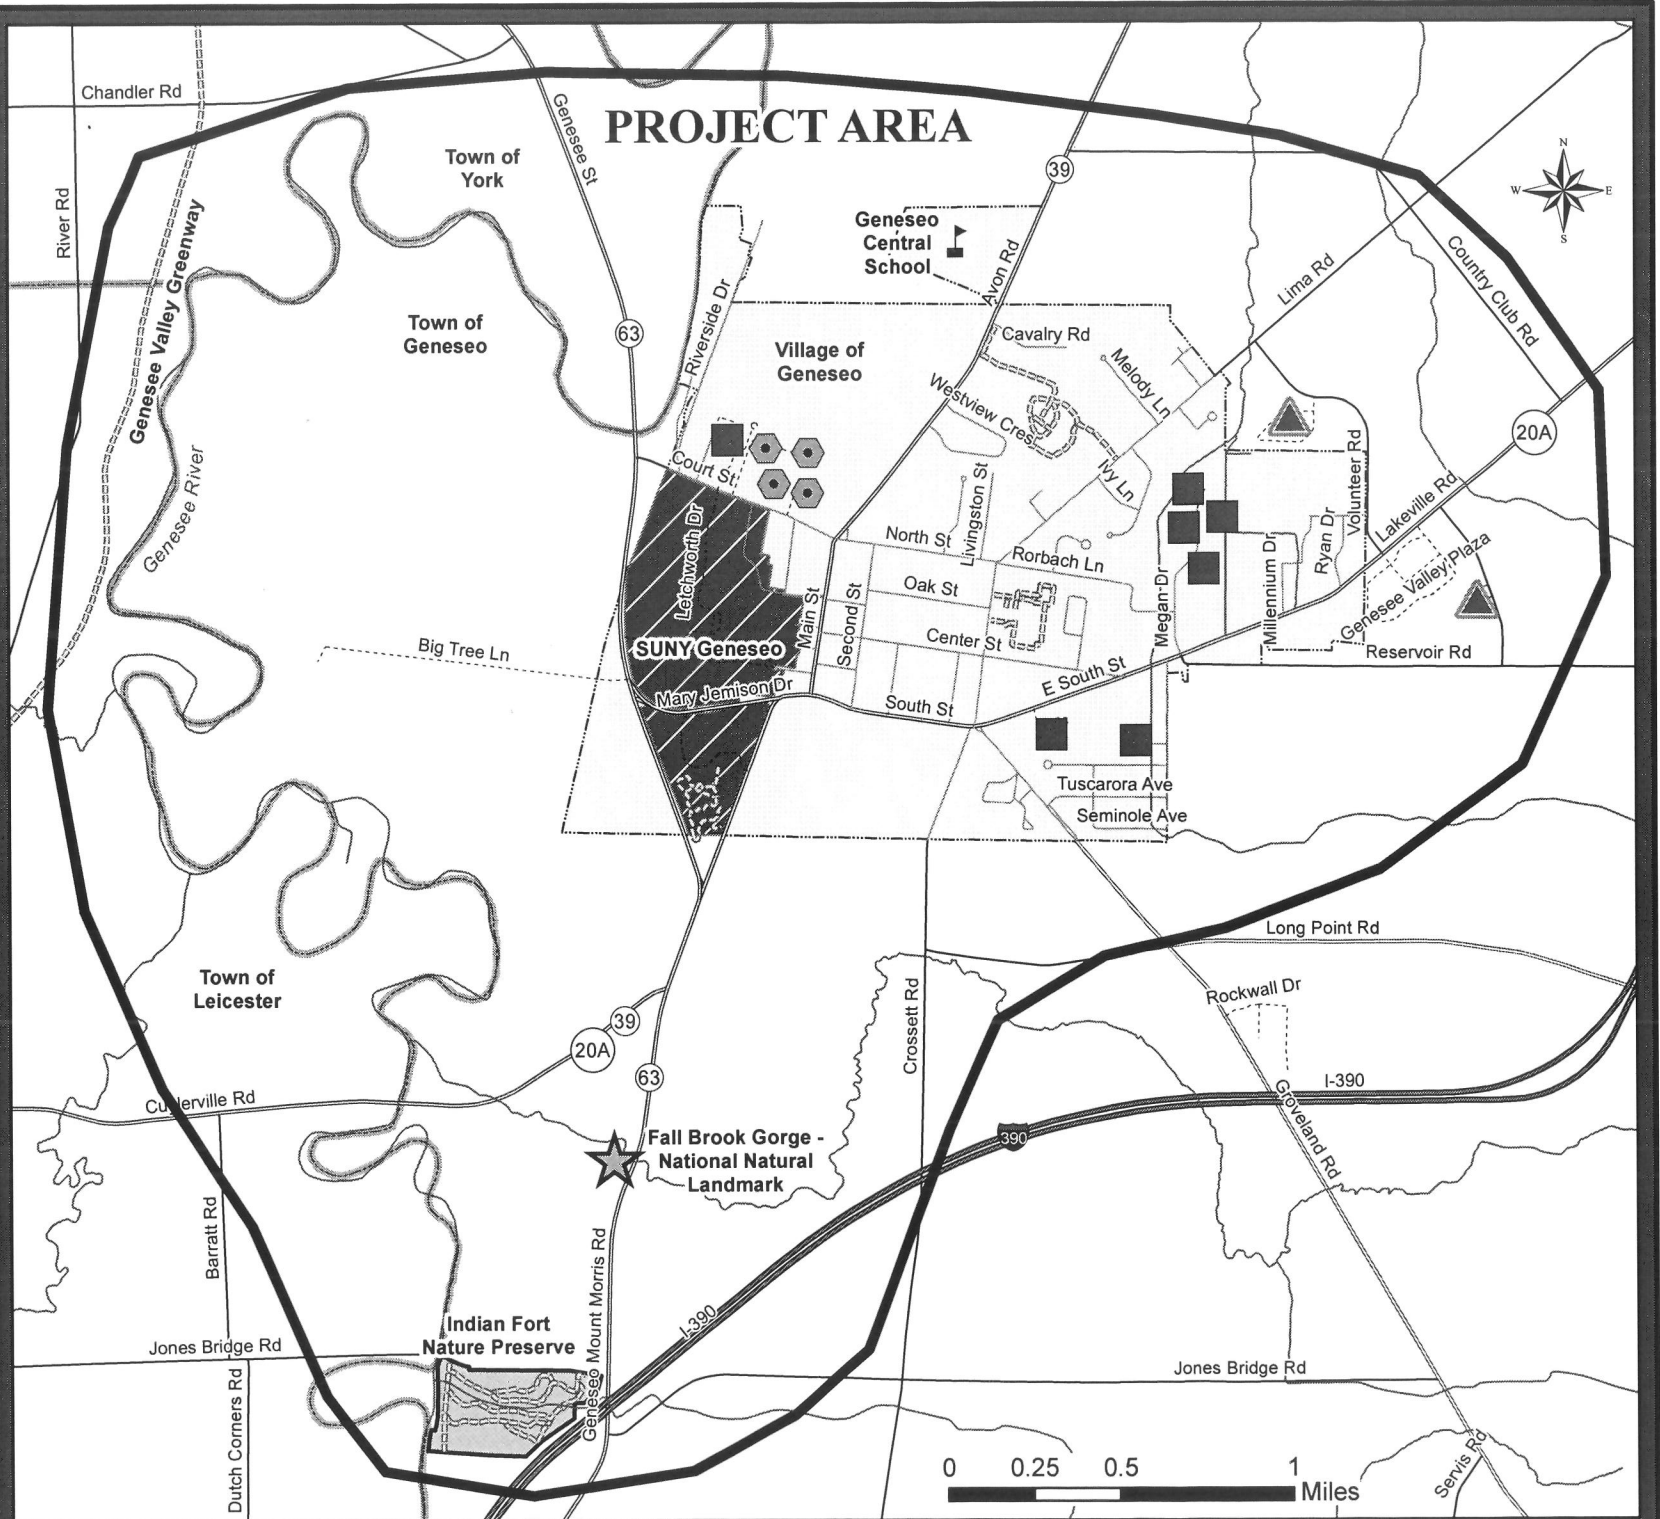 PROJECT AREA
Chandler Rd
River Rd
Genesee Valley Greenway
Town of
York
Genesee St
39
N
W
E
S
Geneseo
Central
School
Avon Rd
Lima Rd
Country Club Rd
Town of
Geneseo
63
Riverside Dr
Village of
Geneseo
Cavalry Rd
Melody Ln
Westview Cres
Ivy Ln
20A
Genesee River
Court St
Letchworth Dr
Livingston St
North St
Rorbach Ln
Oak St
Center St
Main St
Second St
Megan Dr
Millennium Dr
Ryan Dr
Volunteer Rd
Lakeville Rd
Genesee Valley Plaza
Reservoir Rd
Big Tree Ln
SUNY Geneseo
Mary Jemison Dr
South St
E South St
Tuscarora Ave
Seminole Ave
Town of
Leicester
Long Point Rd
Rockwall Dr
Crossett Rd
39
20A
63
Cuylerville Rd
I-390
390
Groveland Rd
Fall Brook Gorge -
National Natural
Landmark
Barratt Rd
Geneseo Mount Morris Rd
I-390
Indian Fort
Nature Preserve
Jones Bridge Rd
Jones Bridge Rd
Dutch Corners Rd
Servis Rd
0 0.25 0.5 1
Miles